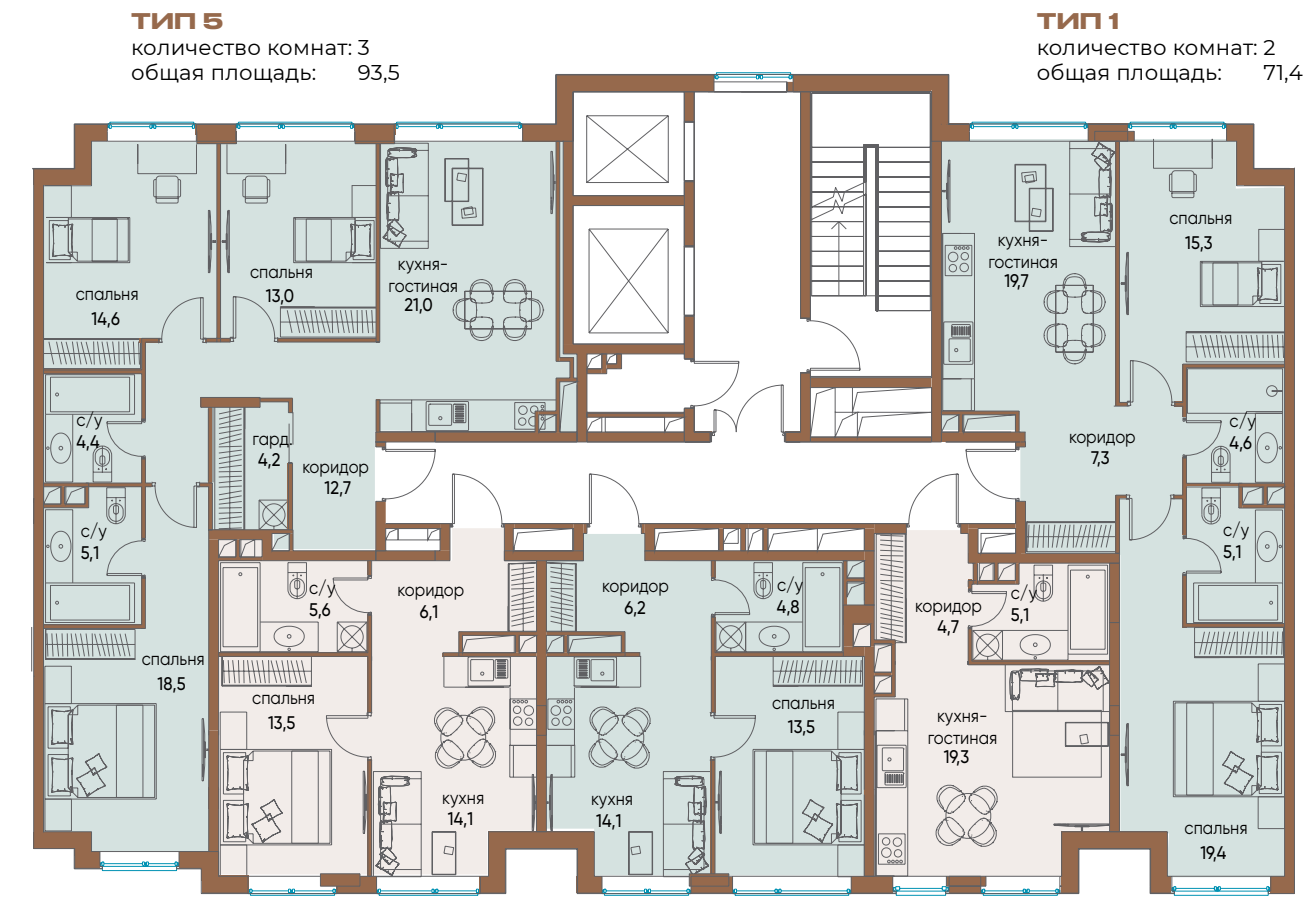 ТИП 5
количество комнат: 3
общая площадь: 93,5
ТИП 1
количество комнат: 2
общая площадь: 71,4
спальня
14,6
спальня
13,0
кухня-
гостиная
21,0
с/у
4,4
гард.
4,2
коридор
12,7
с/у
5,1
спальня
18,5
с/у
5,6
коридор
6,1
спальня
13,5
кухня
14,1
коридор
6,2
с/у
4,8
кухня
14,1
спальня
13,5
коридор
4,7
с/у
5,1
кухня-
гостиная
19,3
кухня-
гостиная
19,7
спальня
15,3
коридор
7,3
с/у
4,6
с/у
5,1
спальня
19,4